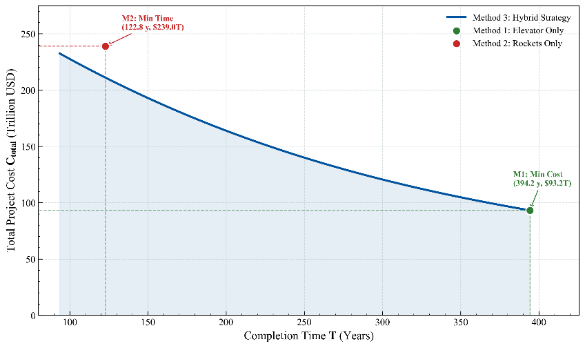 M2: Min Time
(122.8 y, $239.0T)
Method 3: Hybrid Strategy
Method 1: Elevator Only
Method 2: Rockets Only
M1: Min Cost
(394.2 y, $93.2T)
Total Project Cost C_total (Trillion USD)
250
200
150
100
50
0
100
150
200
250
300
350
400
Completion Time T (Years)